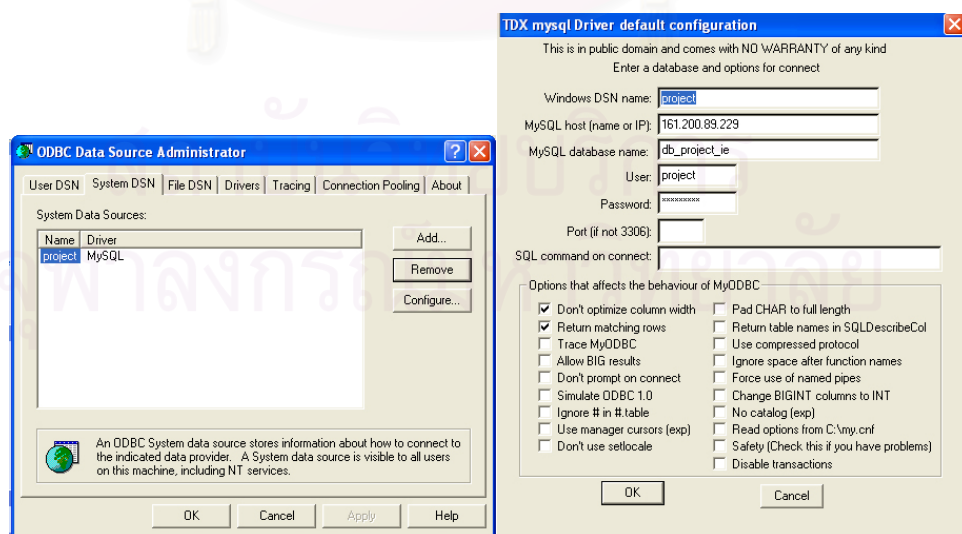 ODBC Data Source Administrator
User DSN System DSN File DSN Drivers Tracing Connection Pooling About
System Data Sources:
Name Driver
project MySQL
Add...
Remove
Configure...
An ODBC System data source stores information about how to connect to
the indicated data provider. A System data source is visible to all users
on this machine, including NT services.
OK Cancel Apply Help
TDX mysql Driver default configuration
This is in public domain and comes with NO WARRANTY of any kind
Enter a database and options for connect
Windows DSN name: project
MySQL host (name or IP): 161.200.89.229
MySQL database name: db_project_ie
User: project
Password: xxxxxxxxx
Port (if not 3306):
SQL command on connect:
Options that affects the behaviour of MyODBC
Don't optimize column width
Return matching rows
Trace MyODBC
Allow BIG results
Don't prompt on connect
Simulate ODBC 1.0
Ignore # in #.table
Use manager cursors (exp)
Don't use setlocale
Pad CHAR to full length
Return table names in SQLDescribeCol
Use compressed protocol
Ignore space after function names
Force use of named pipes
Change BIGINT columns to INT
No catalog (exp)
Read options from C:\my.cnf
Safety (Check this if you have problems)
Disable transactions
OK Cancel